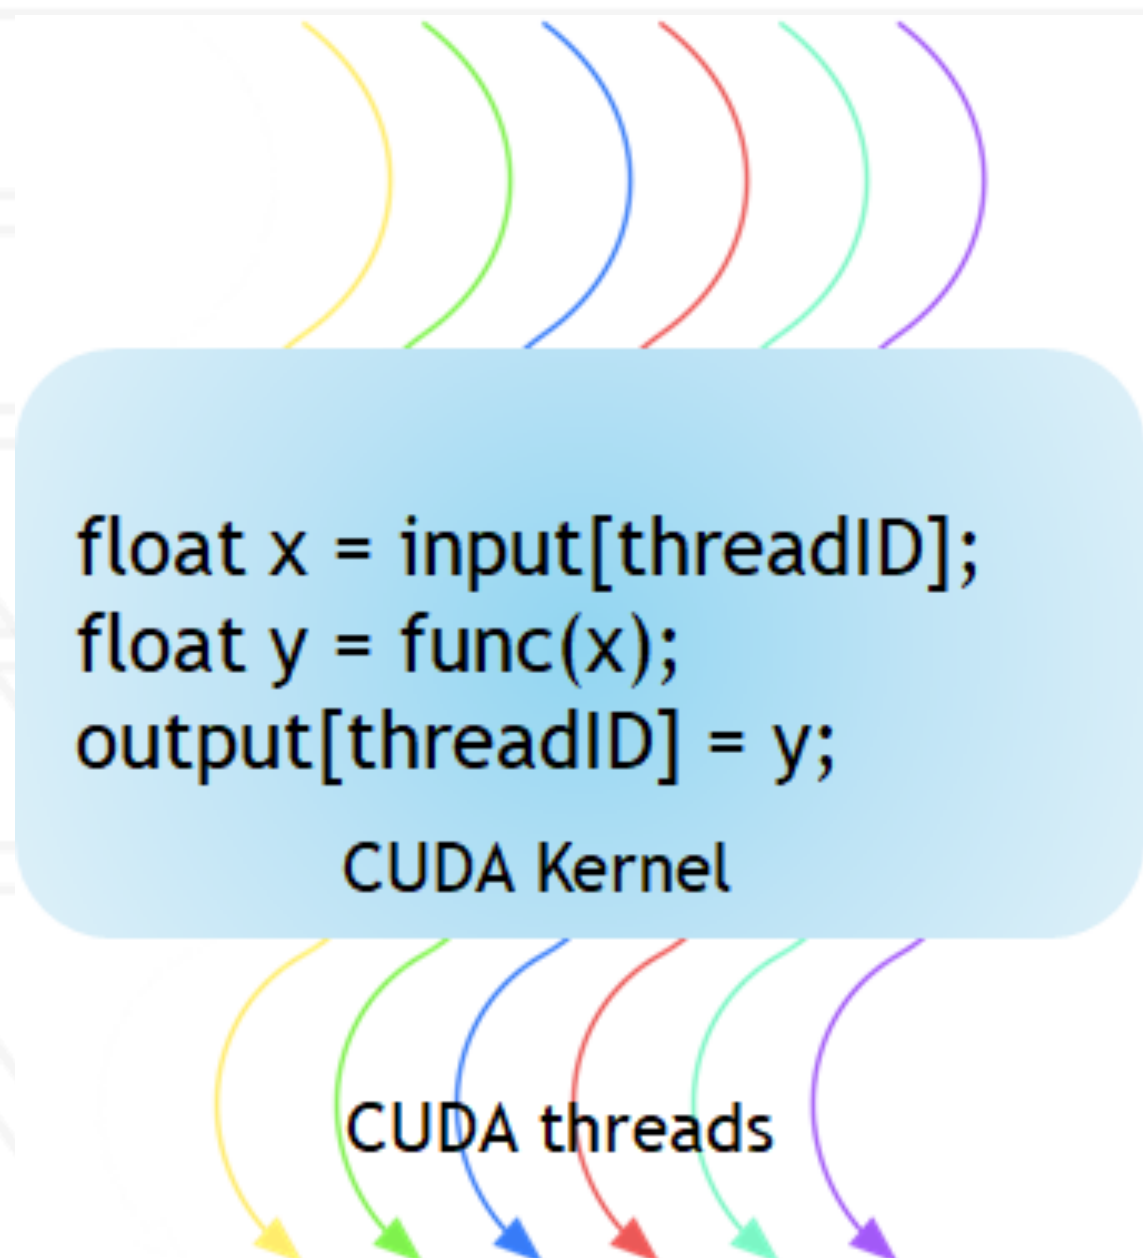 float x = input[threadID];
float y = func(x);
output[threadID] = y;
CUDA Kernel
CUDA threads